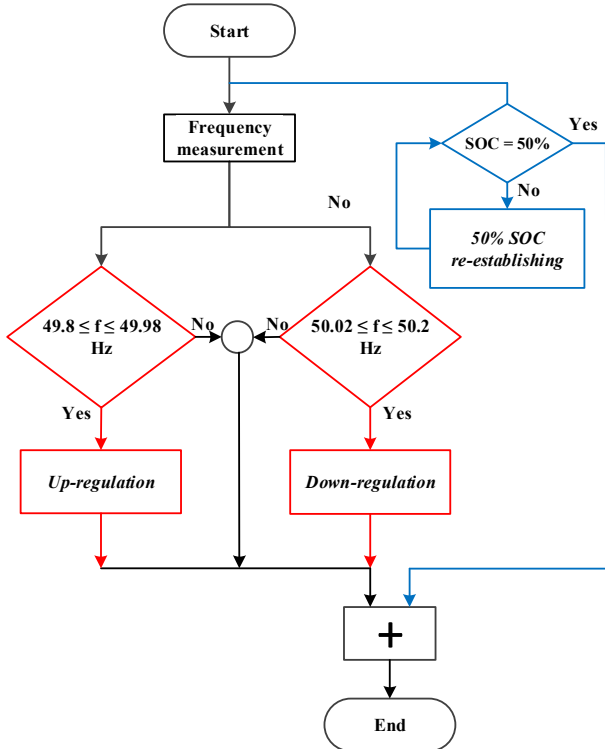 Start
Frequency
measurement
SOC = 50%
Yes
No
No
50% SOC
re-establishing
49.8 ≤ f ≤ 49.98
Hz
No
No
50.02 ≤ f ≤ 50.2
Hz
Yes
Yes
Up-regulation
Down-regulation
+
End